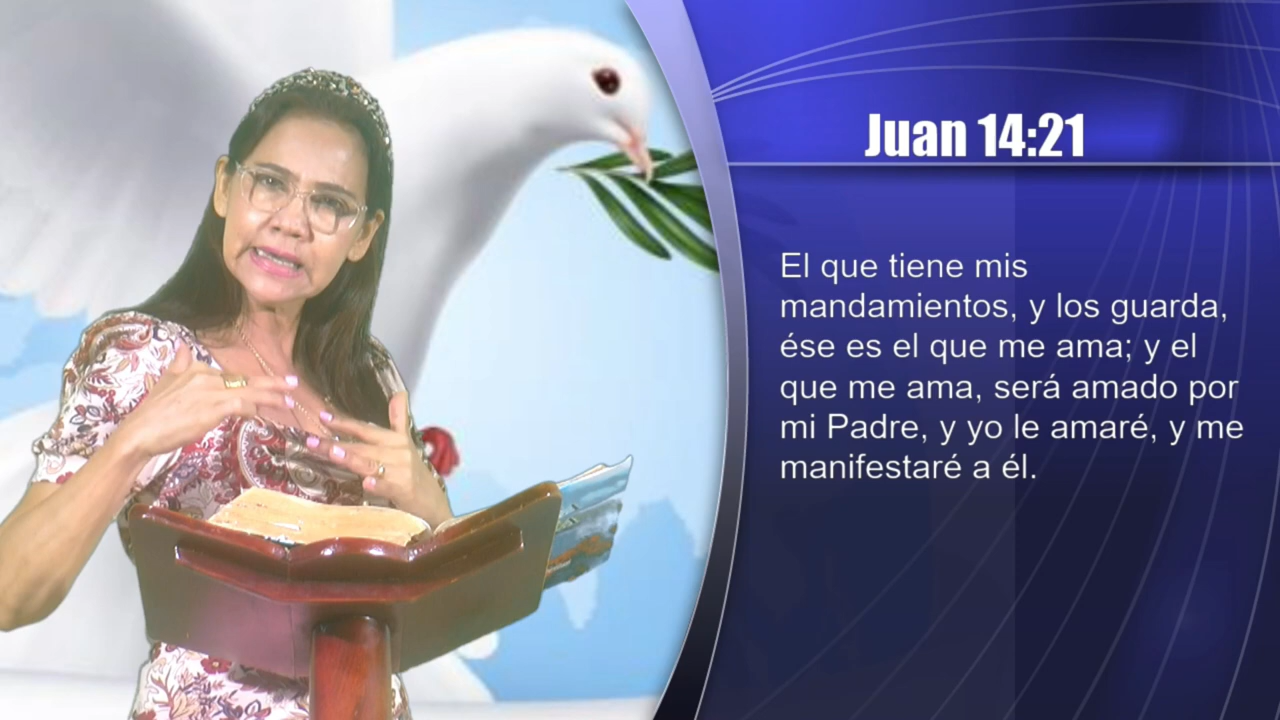 Juan 14:21
El que tiene mis
mandamientos, y los guarda,
ése es el que me ama; y el
que me ama, será amado por
mi Padre, y yo le amaré, y me
manifestaré a él.